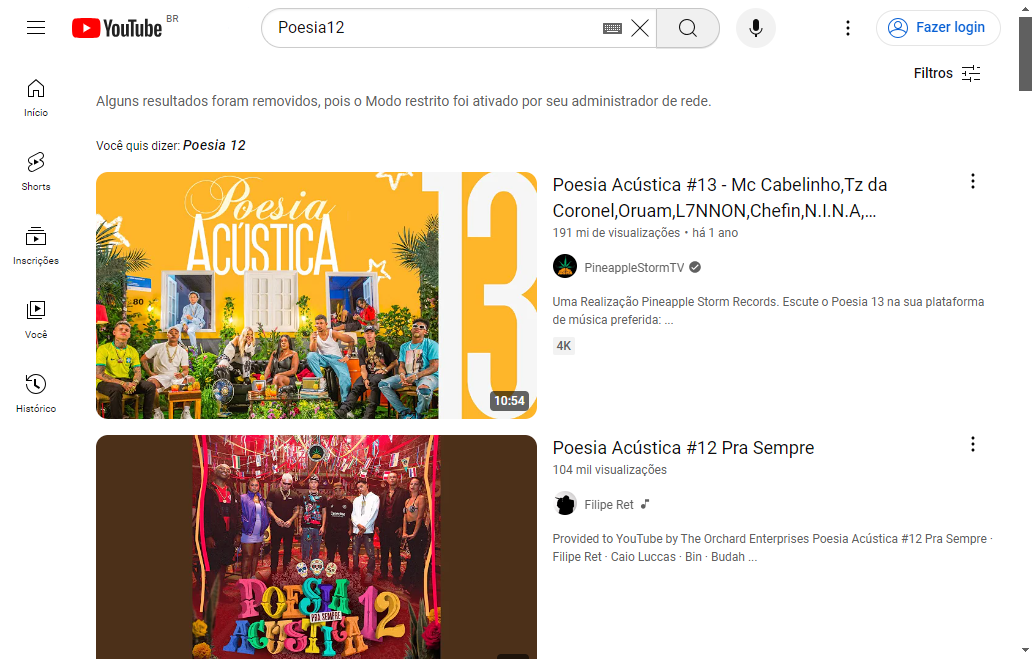 YouTube BR
Poesia12
Fazer login
Filtros
Início
Shorts
Inscrições
Você
Histórico
Alguns resultados foram removidos, pois o Modo restrito foi ativado por seu administrador de rede.
Você quis dizer: Poesia 12
Poesia
ACÚSTICA
13
80
10:54
Poesia Acústica #13 - Mc Cabelinho,Tz da
Coronel,Oruam,L7NNON,Chefin,N.I.N.A,...
191 mi de visualizações • há 1 ano
PineappleStormTV
Uma Realização Pineapple Storm Records. Escute o Poesia 13 na sua plataforma
de música preferida: ...
4K
POESIA
PRA SEMPRE
ACUSTICA 12
Poesia Acústica #12 Pra Sempre
104 mil visualizações
Filipe Ret
Provided to YouTube by The Orchard Enterprises Poesia Acústica #12 Pra Sempre ·
Filipe Ret · Caio Luccas · Bin · Budah ...